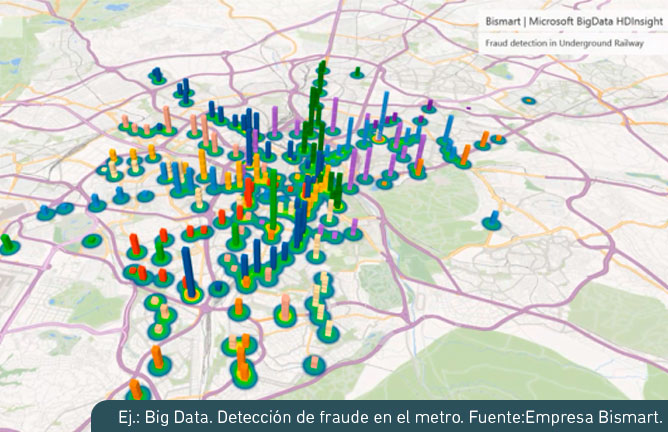 Bismart | Microsoft BigData HDInsight
Fraud detection in Underground Railway
Ej.: Big Data. Detección de fraude en el metro. Fuente:Empresa Bismart.